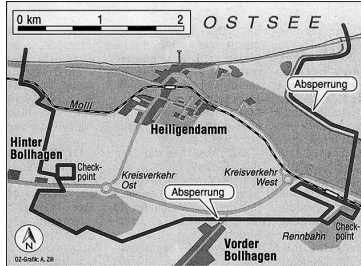 0 km 1 2
OSTSEE
Absperrung
Molli
Heiligendamm
Hinter
Bollhagen
Check-
point
Kreisverkehr
Ost
Kreisverkehr
West
Absperrung
Vorder
Bollhagen
Rennbahn
Check-
point
N
OZ-Grafik: A. Zill